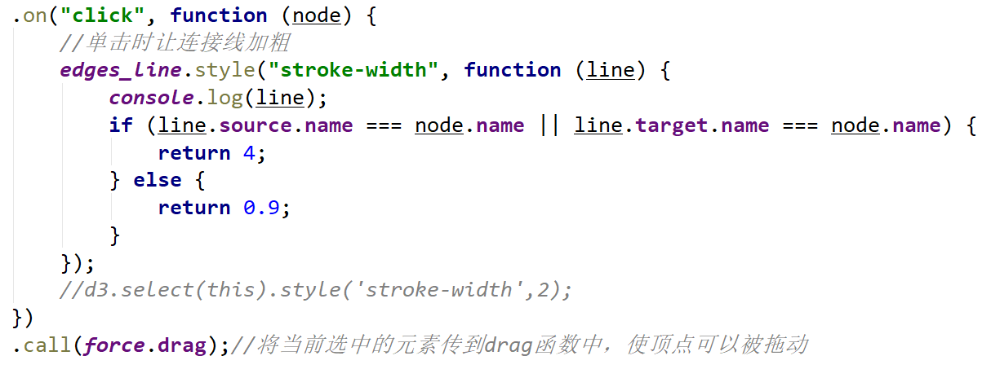 .on("click", function (node) {
    //单击时让连接线加粗
    edges_line.style("stroke-width", function (line) {
        console.log(line);
        if (line.source.name === node.name || line.target.name === node.name) {
            return 4;
        } else {
            return 0.9;
        }
    });
    //d3.select(this).style('stroke-width',2);
})
.call(force.drag);//将当前选中的元素传到drag函数中，使顶点可以被拖动